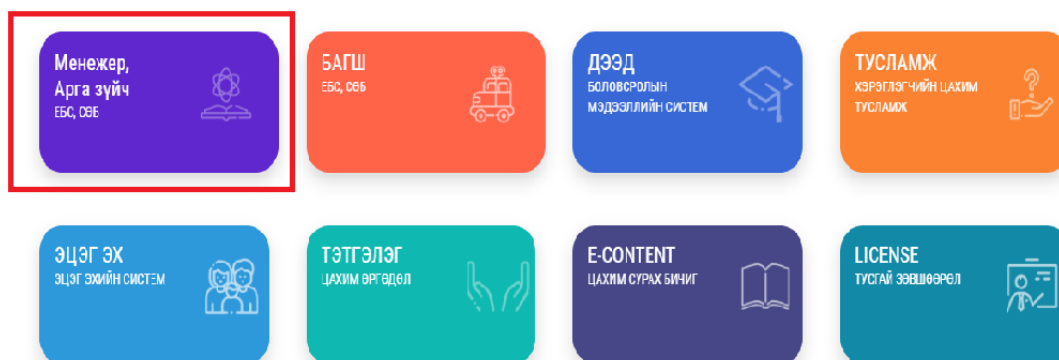 Менежер,
Арга зүйч
ЕБС, СӨБ
БАГШ
ЕБС, СӨБ
ДЭЭД
БОЛОВСРОЛЫН
МЭДЭЭЛЛИЙН СИСТЕМ
ТУСЛАМЖ
ХЭРЭГЛЭГЧИЙН ЦАХИМ
ТУСЛАМЖ
ЭЦЭГ ЭХ
ЭЦЭГ ЭХИЙН СИСТЕМ
ТЭТГЭЛЭГ
ЦАХИМ ӨРГӨДӨЛ
E-CONTENT
ЦАХИМ СУРАХ БИЧИГ
LICENSE
ТУСГАЙ ЗӨВШӨӨРӨЛ